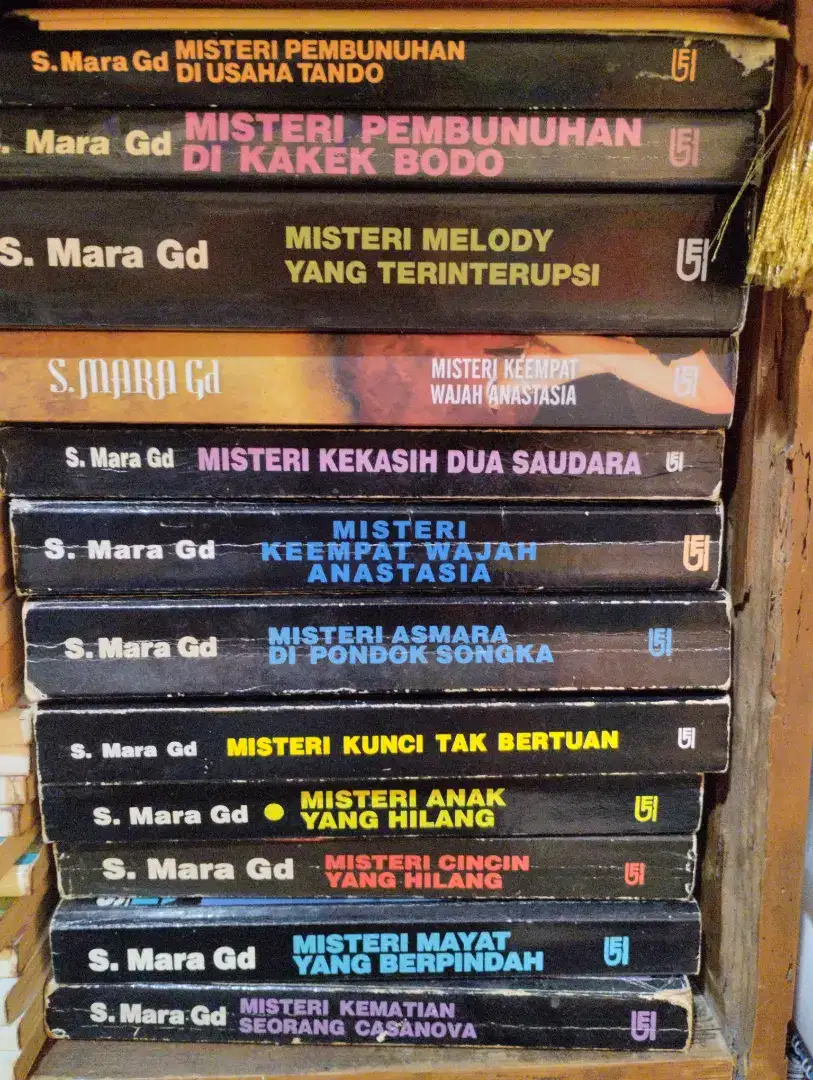 S. Mara Gd MISTERI PEMBUNUHAN
DI USAHA TANDO
. Mara Gd MISTERI PEMBUNUHAN
DI KAKEK BODO
S. Mara Gd MISTERI MELODY
YANG TERINTERUPSI
S. MARA Gd MISTERI KEEMPAT
WAJAH ANASTASIA
S. Mara Gd MISTERI KEKASIH DUA SAUDARA
S. Mara Gd MISTERI
KEEMPAT WAJAH
ANASTASIA
S. Mara Gd MISTERI ASMARA
DI PONDOK SONGKA
S. Mara Gd MISTERI KUNCI TAK BERTUAN
S. Mara Gd MISTERI ANAK
YANG HILANG
S. Mara Gd MISTERI CINCIN
YANG HILANG
S. Mara Gd MISTERI MAYAT
YANG BERPINDAH
S. Mara Gd MISTERI KEMATIAN
SEORANG CASANOVA